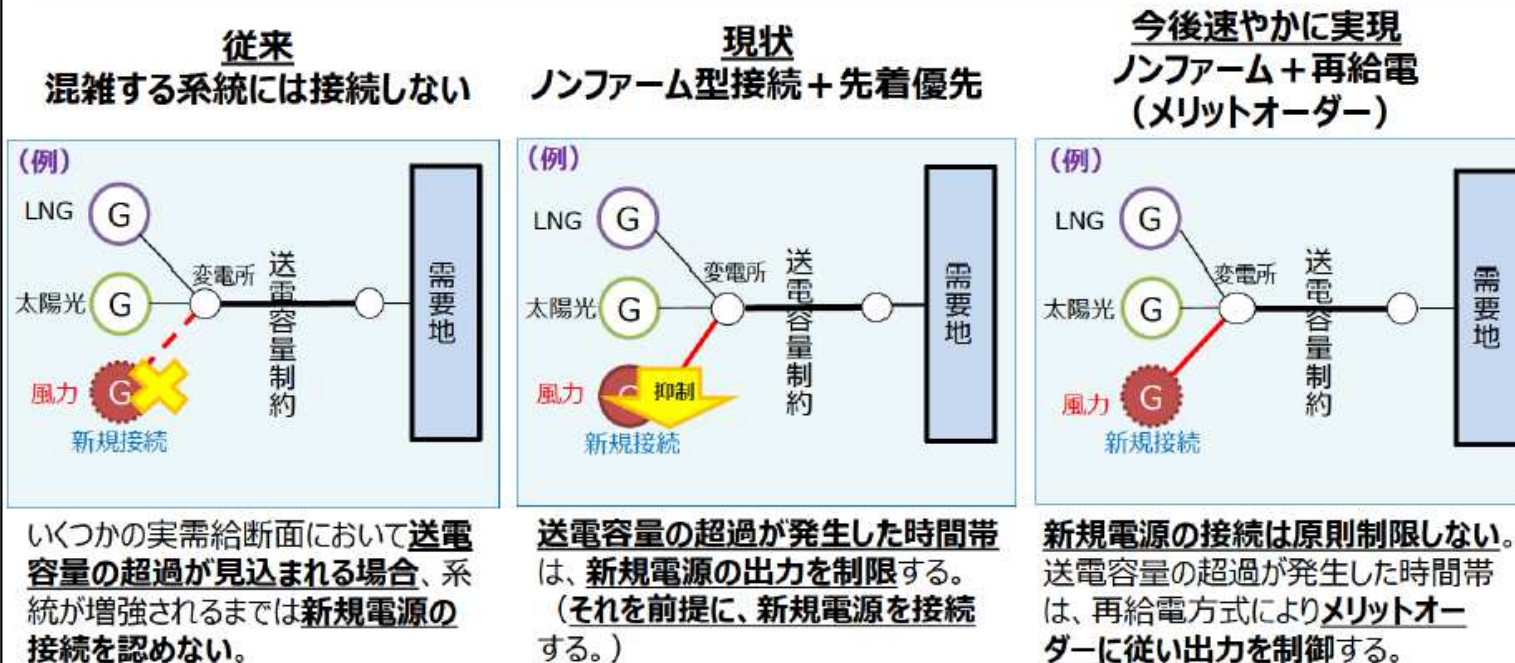 従来
混雑する系統には接続しない
(例)
LNG
G
太陽光
G
変電所
送電容量制約
需要地
風力
G
新規接続
いくつかの実需給断面において送電
容量の超過が見込まれる場合、系
統が増強されるまでは新規電源の
接続を認めない。
現状
ノンファーム型接続+先着優先
(例)
LNG
G
太陽光
G
変電所
送電容量制約
需要地
風力
G
抑制
新規接続
送電容量の超過が発生した時間帯
は、新規電源の出力を制限する。
(それを前提に、新規電源を接続
する。)
今後速やかに実現
ノンファーム+再給電
(メリットオーダー)
(例)
LNG
G
太陽光
G
変電所
送電容量制約
需要地
風力
G
新規接続
新規電源の接続は原則制限しない。
送電容量の超過が発生した時間帯
は、再給電方式によりメリットオー
ダーに従い出力を制御する。